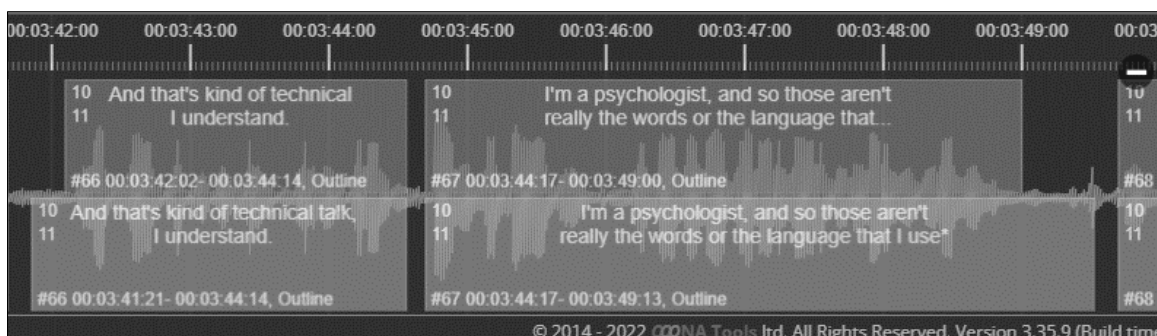 00:03:42:00 00:03:43:00 00:03:44:00 00:03:45:00 00:03:46:00 00:03:47:00 00:03:48:00 00:03:49:00 00:03
10 And that's kind of technical
11 I understand.
#66 00:03:42:02- 00:03:44:14, Outline
10 I'm a psychologist, and so those aren't
11 really the words or the language that...
#67 00:03:44:17- 00:03:49:00, Outline
10
11
#68
10 And that's kind of technical talk,
11 I understand.
#66 00:03:41:21- 00:03:44:14, Outline
10 I'm a psychologist, and so those aren't
11 really the words or the language that I use*
#67 00:03:44:17- 00:03:49:13, Outline
10
11
#68
© 2014 - 2022 OOONA Tools ltd. All Rights Reserved. Version 3.35.9 (Build time